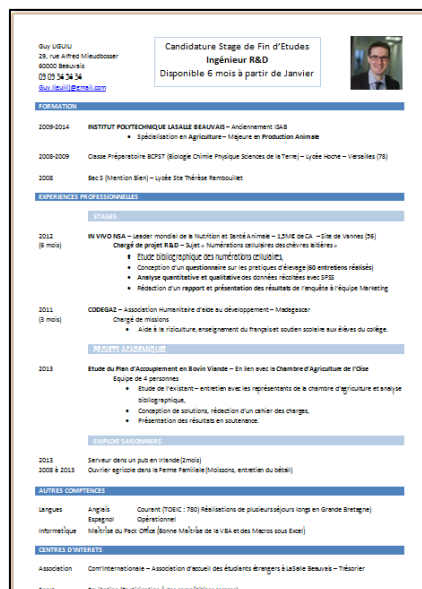 Guy LIGUILI
29, rue Alfred Mieudbosser
60000 Beauvais
09 09 34 34 34
Guy.liguili@email.com
Candidature Stage de Fin d'Etudes
Ingénieur R&D
Disponible 6 mois à partir de Janvier
FORMATION
2009-2014 INSTITUT POLYTECHNIQUE LASALLE BEAUVAIS – Anciennement ISAB
• Spécialisation en Agriculture – Majeure en Production Animale
2008-2009 Classe Préparatoire BCPST (Biologie Chimie Physique Sciences de la Terre) – Lycée Hoche – Versailles (78)
2008 Bac S (Mention Bien) – Lycée Ste Thérèse Rambouillet
EXPERIENCES PROFESSIONNELLES
STAGES
2012 IN VIVO NSA – Leader mondial de la Nutrition et Santé Animale – 1,5M€ de CA – Site de Vannes (56)
(6 mois) Chargé de projet R&D – Sujet « Numérations cellulaires des chèvres laitières »
• Etude bibliographique des numérations cellulaires,
• Conception d'un questionnaire sur les pratiques d'élevage (60 entretiens réalisés)
• Analyse quantitative et qualitative des données récoltées avec SPSS
• Rédaction d'un rapport et présentation des résultats de l'enquête à l'équipe Marketing
2011 CODEGAZ – Association Humanitaire d'aide au développement – Madagascar
(3 mois) Chargé de missions
• Aide à la riziculture, enseignement du français et soutien scolaire aux élèves du collège.
PROJETS ACADEMIQUES
2013 Etude du Plan d'Accouplement en Bovin Viande – En lien avec la Chambre d'Agriculture de l'Oise
Equipe de 4 personnes
• Etude de l'existant – entretien avec les représentants de la chambre d'agriculture et analyse
bibliographique,
• Conception de solutions, rédaction d'un cahier des charges,
• Présentation des résultats en soutenance.
EMPLOIS SAISONNIERS
2013 Serveur dans un pub en Irlande (2mois)
2008 à 2013 Ouvrier agricole dans la Ferme Familiale (Moissons, entretien du bétail)
AUTRES COMPTENCES
Langues Anglais Courant (TOEIC : 780) Réalisations de plusieurs séjours longs en Grande Bretagne)
Espagnol Opérationnel
Informatique Maîtrise du Pack Office (Bonne Maîtrise de la VBA et des Macros sous Excel)
CENTRES D'INTERETS
Association Com'Internationale – Association d'accueil des étudiants étrangers à LaSalle Beauvais – Trésorier